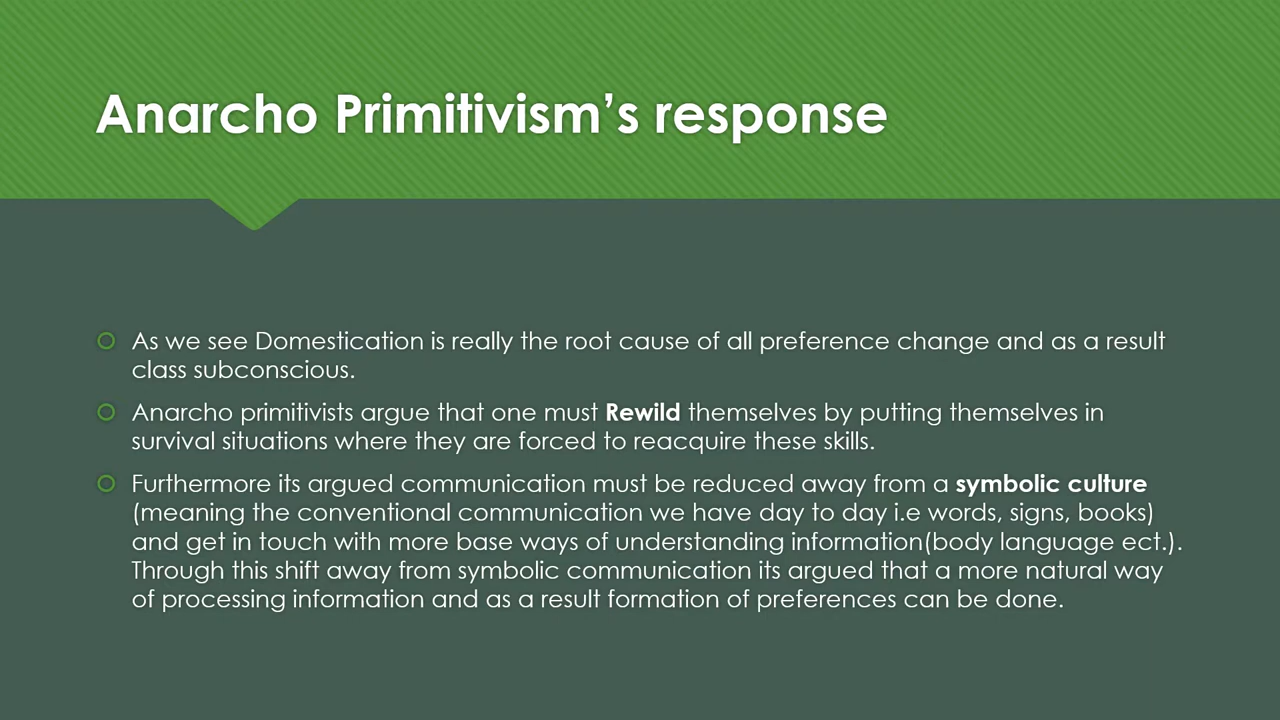 Anarcho Primitivism’s response
As we see Domestication is really the root cause of all preference change and as a result
class subconscious.
Anarcho primitivists argue that one must Rewild themselves by putting themselves in
survival situations where they are forced to reacquire these skills.
Furthermore its argued communication must be reduced away from a symbolic culture
(meaning the conventional communication we have day to day i.e words, signs, books)
and get in touch with more base ways of understanding information(body language ect.).
Through this shift away from symbolic communication its argued that a more natural way
of processing information and as a result formation of preferences can be done.